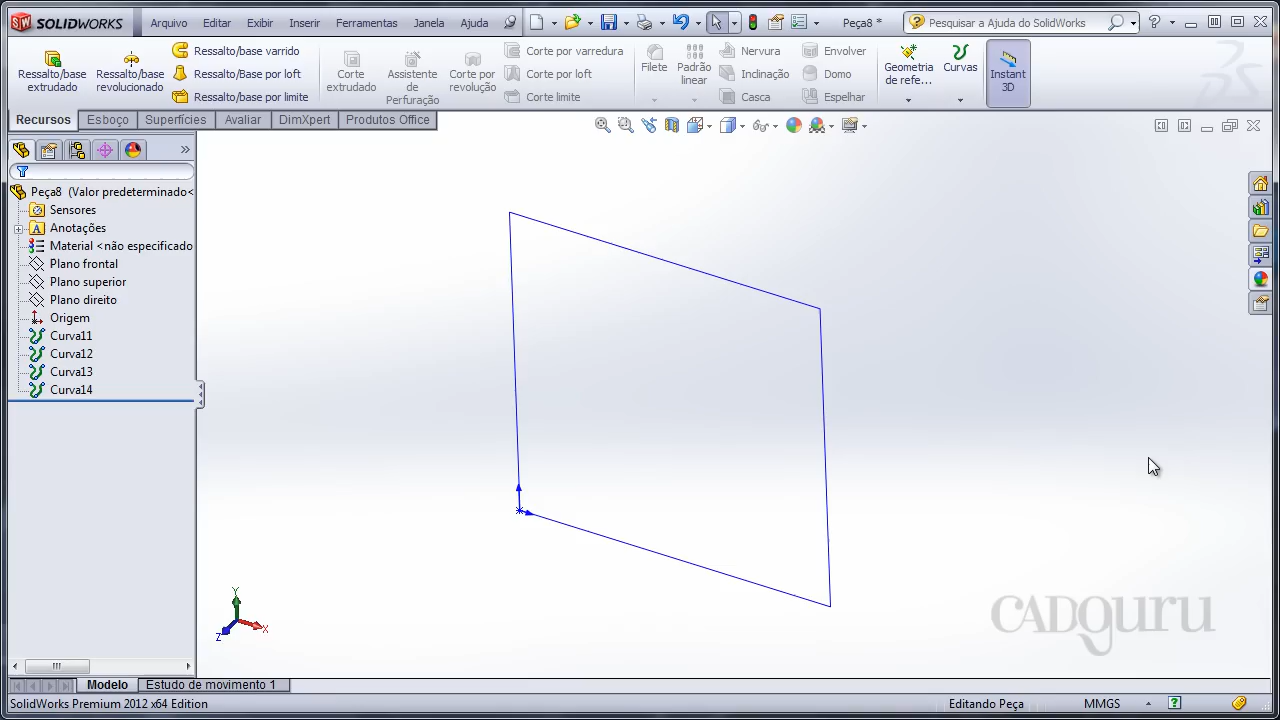 SOLIDWORKS Arquivo Editar Exibir Inserir Ferramentas Janela Ajuda Peça8 * Pesquisar a Ajuda do SolidWorks
Ressalto/base extrudado
Ressalto/base revolucionado
Ressalto/base varrido
Ressalto/Base por loft
Ressalto/base por limite
Corte extrudado
Assistente de Perfuração
Corte por revolução
Corte por varredura
Corte por loft
Corte limite
Filete
Padrão linear
Nervura
Inclinação
Casca
Envolver
Domo
Espelhar
Geometria de refe...
Curvas
Instant 3D
Recursos Esboço Superfícies Avaliar DimXpert Produtos Office
Peça8 (Valor predeterminado<
Sensores
Anotações
Material <não especificado
Plano frontal
Plano superior
Plano direito
Origem
Curva11
Curva12
Curva13
Curva14
Y
X
Z
CADguru
Modelo Estudo de movimento 1
SolidWorks Premium 2012 x64 Edition Editando Peça MMGS